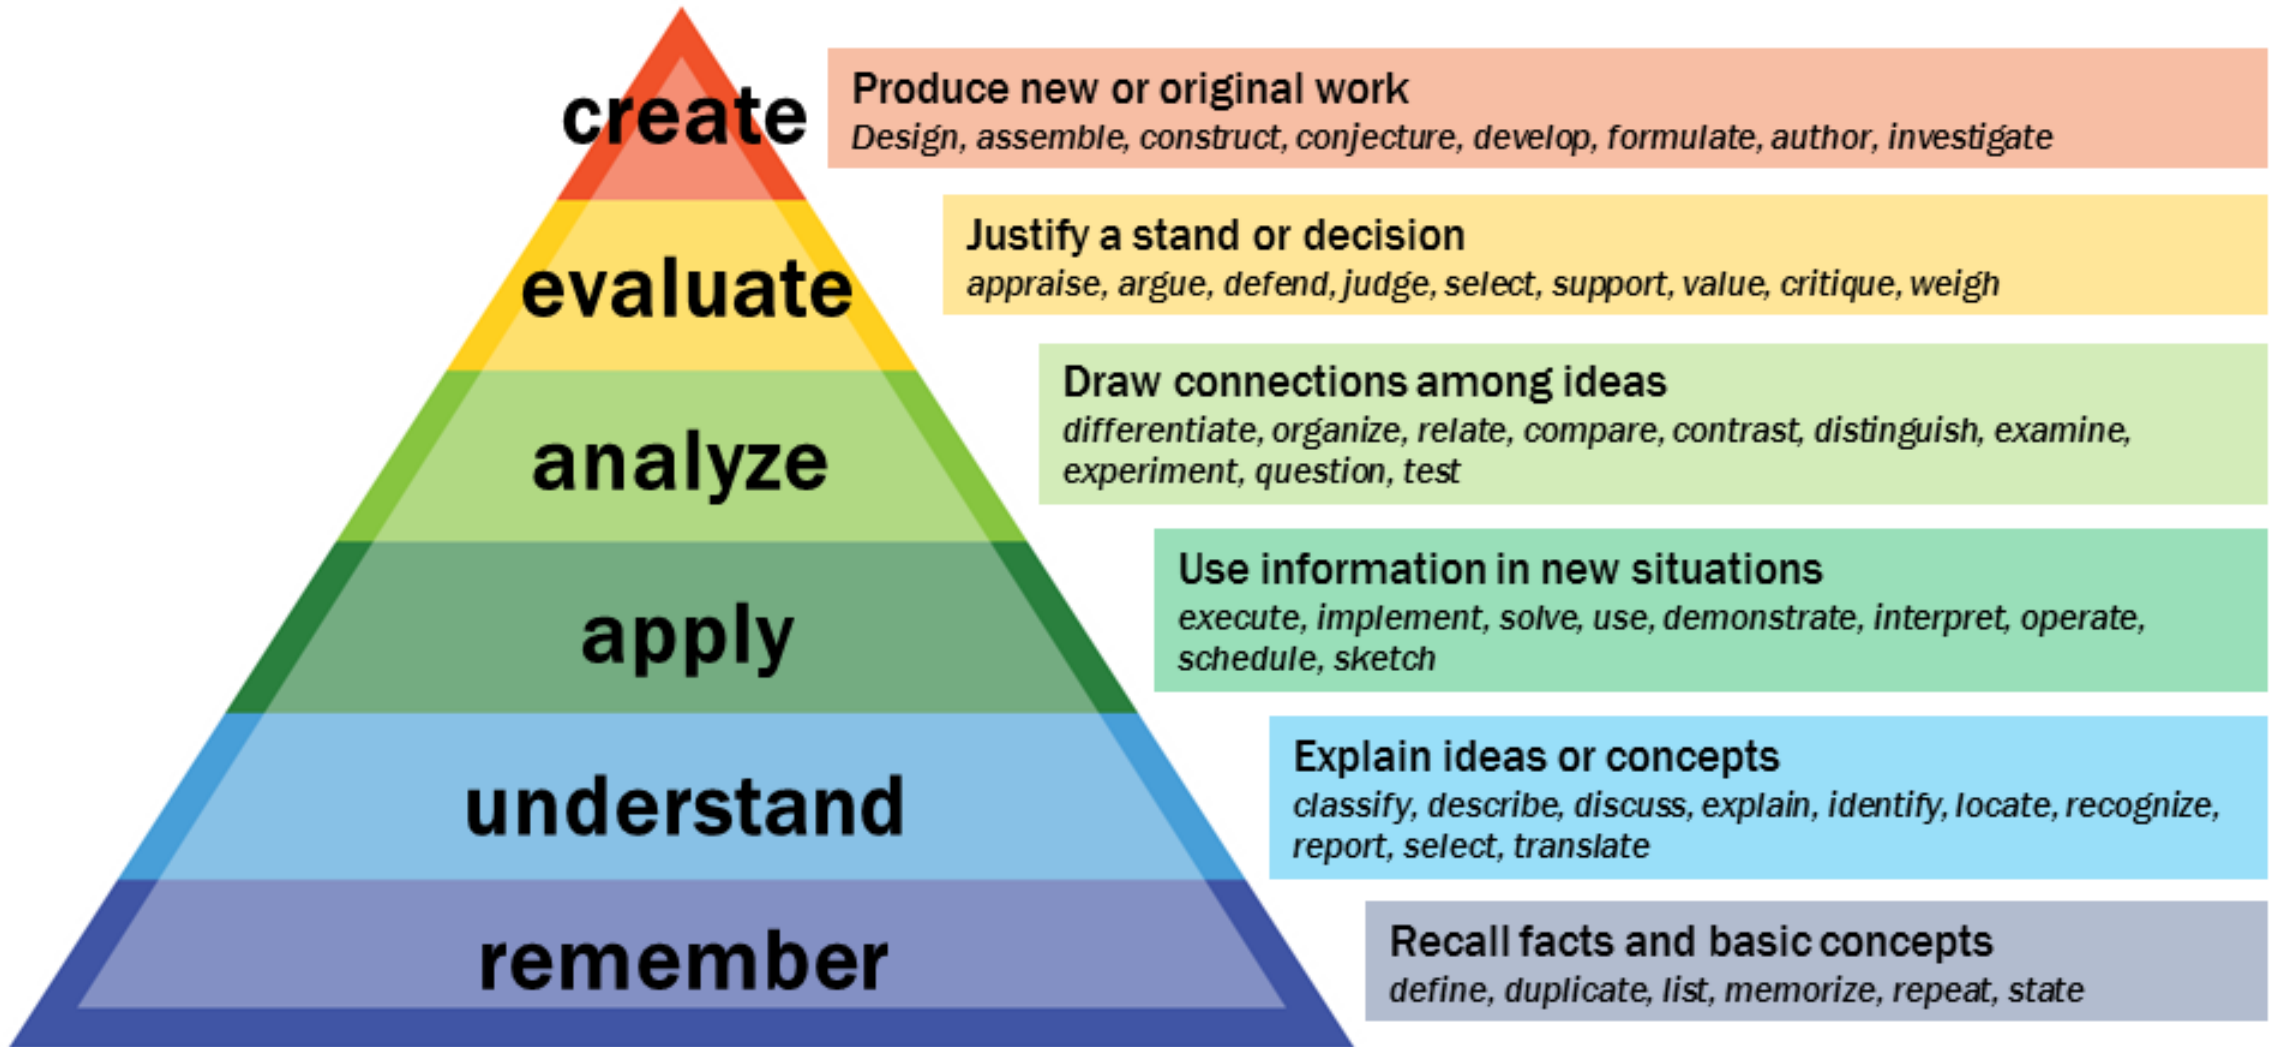 create
Produce new or original work
Design, assemble, construct, conjecture, develop, formulate, author, investigate
evaluate
Justify a stand or decision
appraise, argue, defend, judge, select, support, value, critique, weigh
analyze
Draw connections among ideas
differentiate, organize, relate, compare, contrast, distinguish, examine,
experiment, question, test
apply
Use information in new situations
execute, implement, solve, use, demonstrate, interpret, operate,
schedule, sketch
understand
Explain ideas or concepts
classify, describe, discuss, explain, identify, locate, recognize,
report, select, translate
remember
Recall facts and basic concepts
define, duplicate, list, memorize, repeat, state